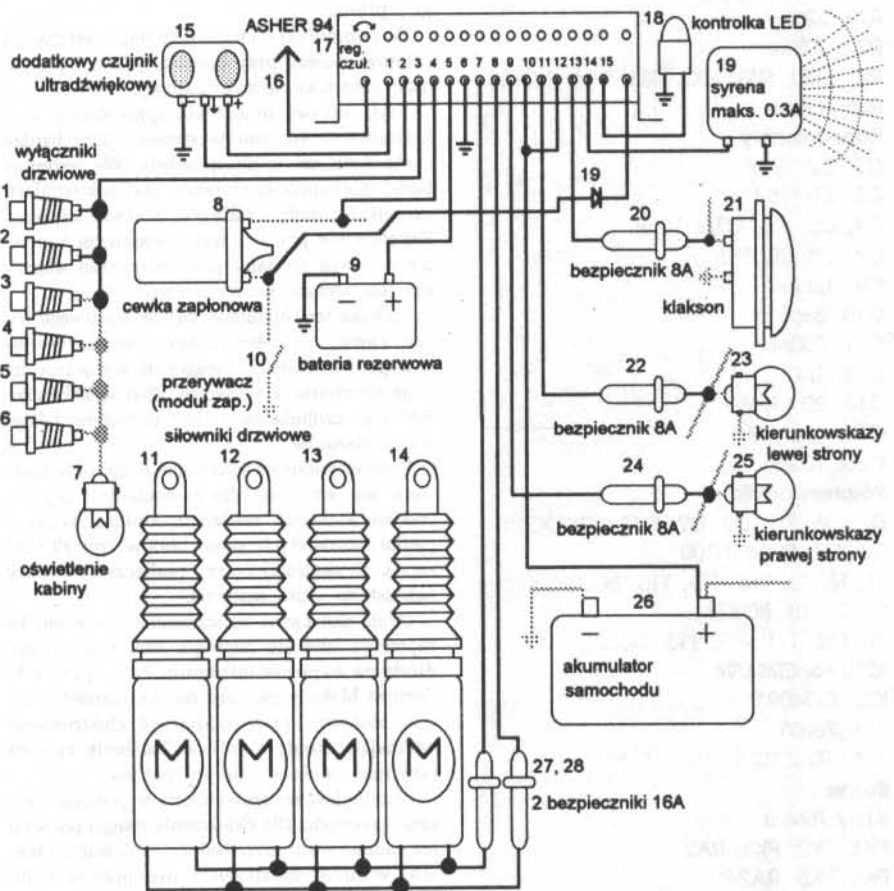 15
ASHER 94
17 reg. czuł.
16
1 2 3 4 5 6 7 8 9 10 11 12 13 14 15
18
kontrolka LED
dodatkowy czujnik
ultradźwiękowy
19
syrena
maks. 0.3A
wyłączniki
drzwiowe
1
2
3
4
5
6
8
cewka zapłonowa
9
bateria rezerwowa
19
20
bezpiecznik 8A
21
klakson
10
przerywacz
(moduł zap.)
22
bezpiecznik 8A
23
kierunkowskazy
lewej strony
siłowniki drzwiowe
11 12 13 14
24
bezpiecznik 8A
25
kierunkowskazy
prawej strony
7
oświetlenie
kabiny
26
akumulator
samochodu
M M M M
27, 28
2 bezpieczniki 16A